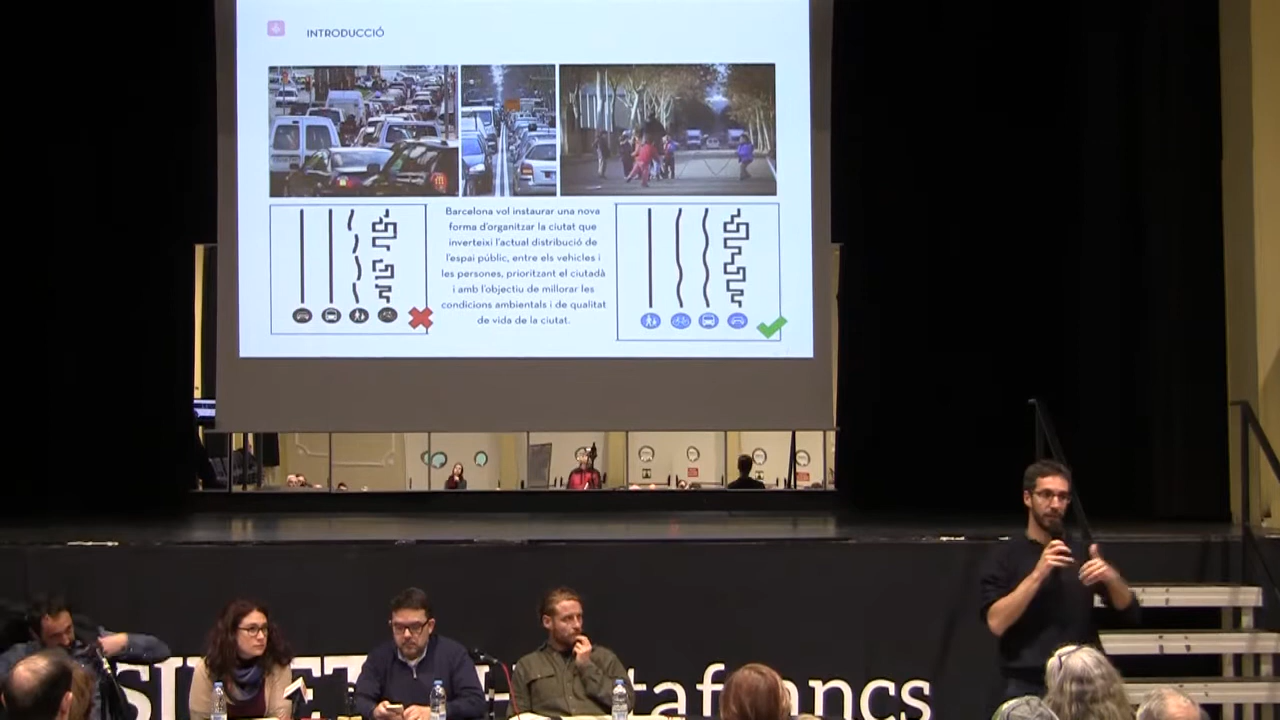 INTRODUCCIÓ
Barcelona vol instaurar una nova
forma d'organitzar la ciutat que
inverteixi l'actual distribució de
l'espai públic, entre els vehicles i
les persones, prioritzant el ciutadà
i amb l'objectiu de millorar les
condicions ambientals i de qualitat
de vida de la ciutat.